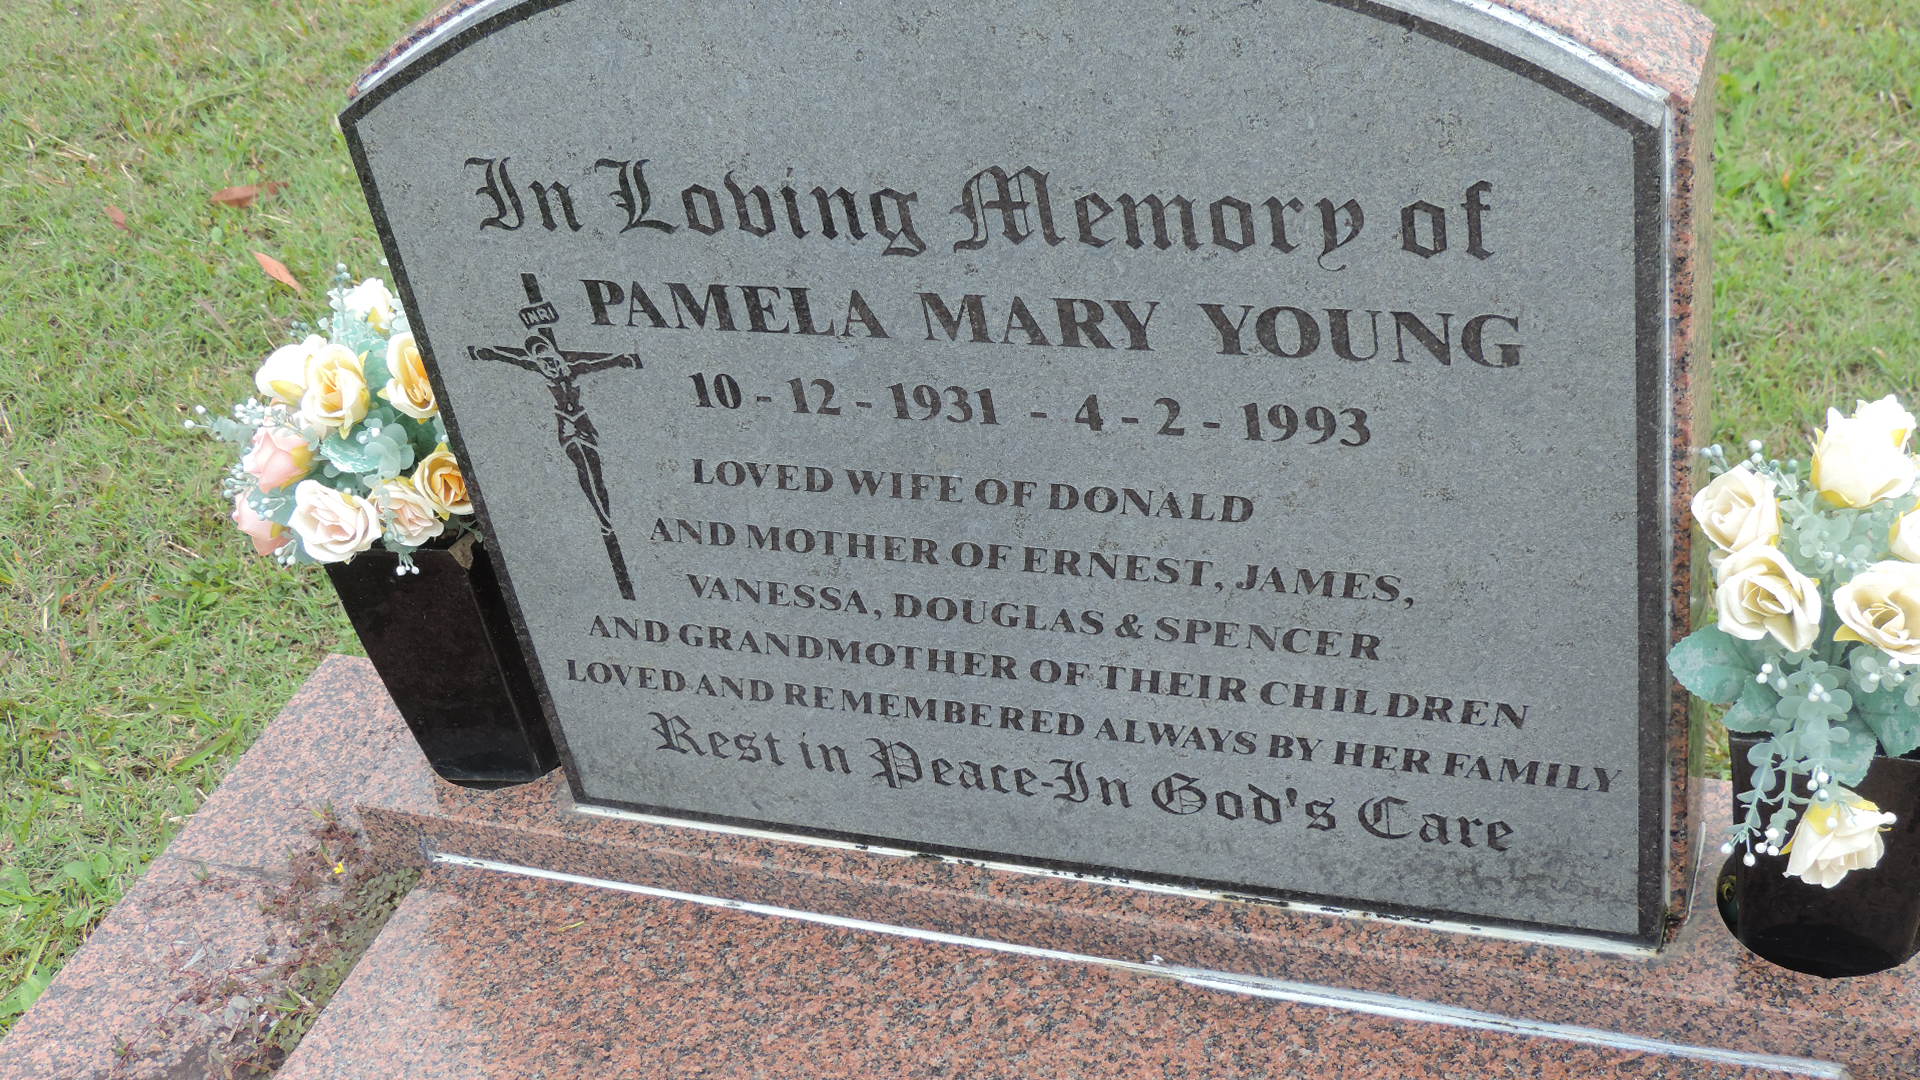 In Loving Memory of
INRI
PAMELA MARY YOUNG
10 - 12 - 1931 - 4 - 2 - 1993
LOVED WIFE OF DONALD
AND MOTHER OF ERNEST, JAMES,
VANESSA, DOUGLAS & SPENCER
AND GRANDMOTHER OF THEIR CHILDREN
LOVED AND REMEMBERED ALWAYS BY HER FAMILY
Rest in Peace-In God's Care